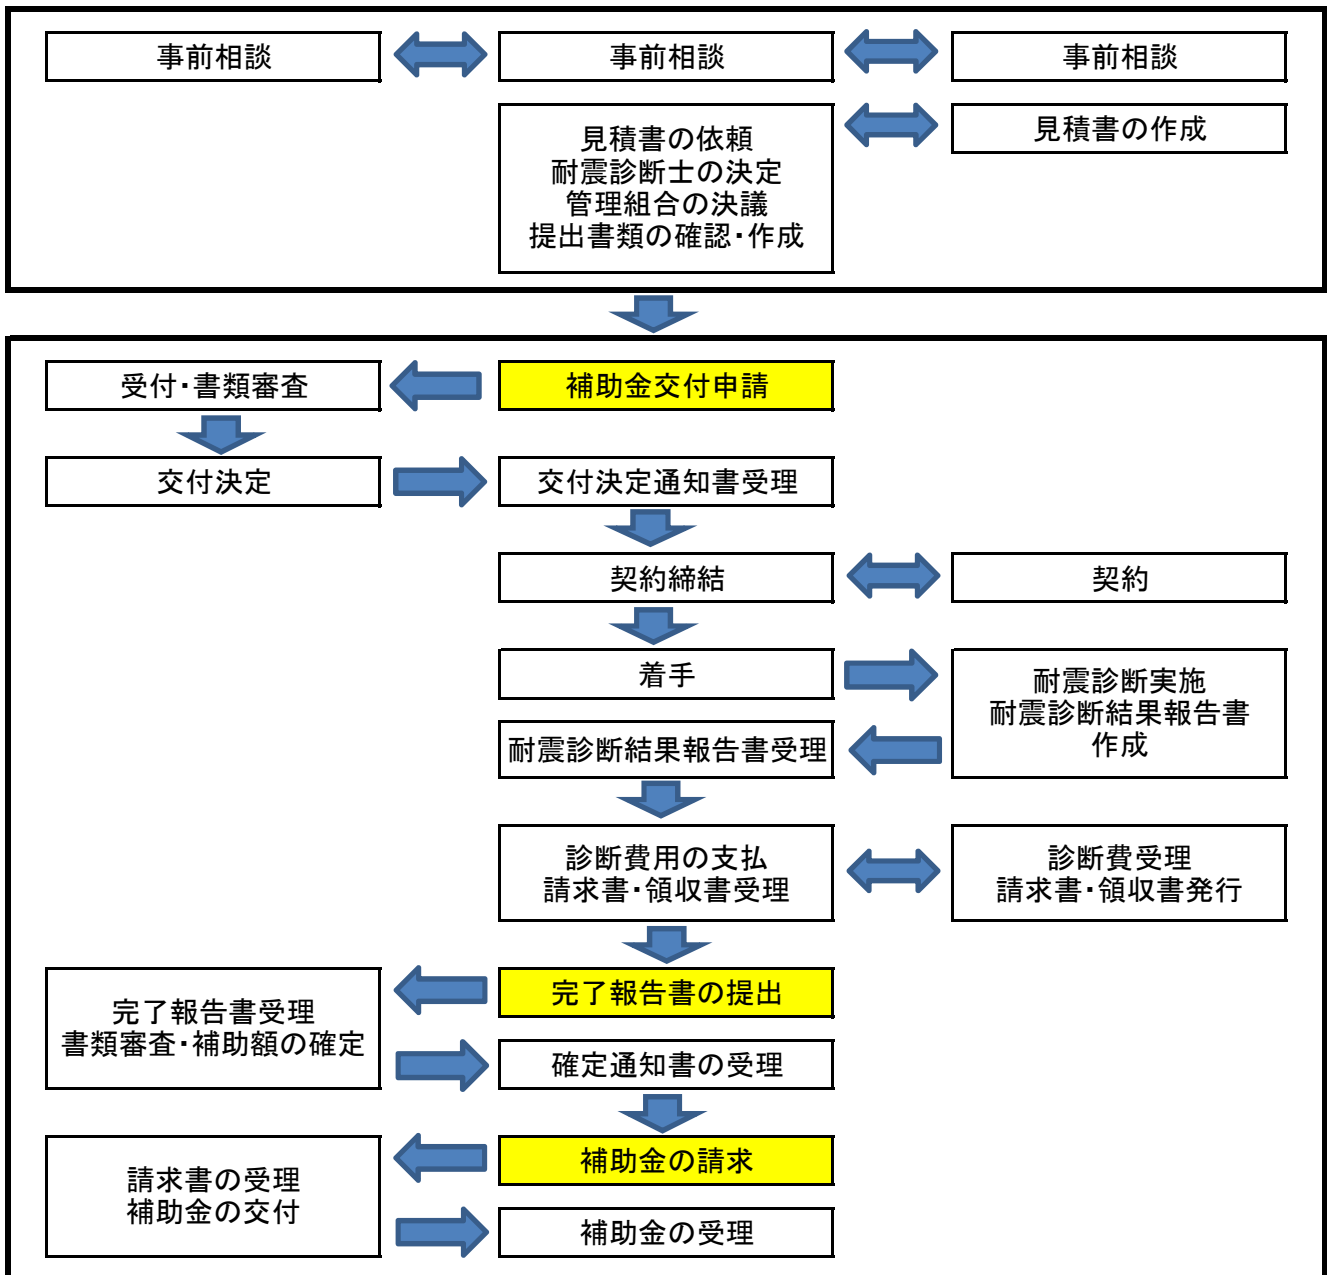 事前相談
事前相談
事前相談
見積書の依頼
耐震診断士の決定
管理組合の決議
提出書類の確認・作成
見積書の作成
受付・書類審査
補助金交付申請
交付決定
交付決定通知書受理
契約締結
契約
着手
耐震診断実施
耐震診断結果報告書
作成
耐震診断結果報告書受理
診断費用の支払
請求書・領収書受理
診断費受理
請求書・領収書発行
完了報告書受理
書類審査・補助額の確定
完了報告書の提出
確定通知書の受理
請求書の受理
補助金の交付
補助金の請求
補助金の受理